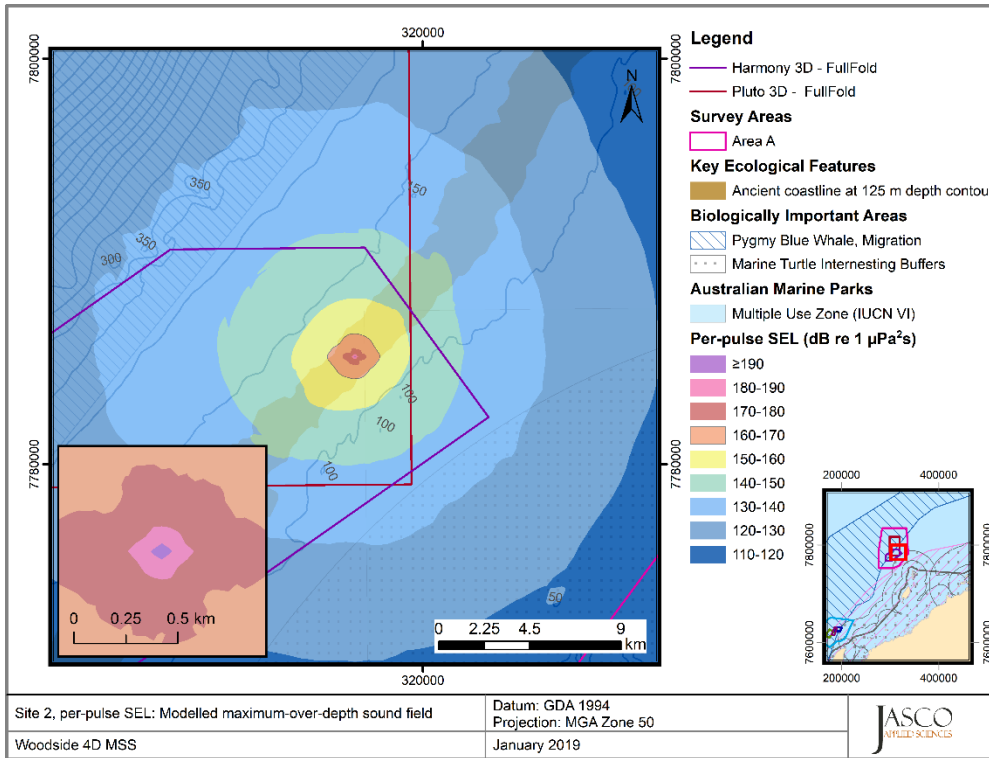 320000
7800000
7800000
N
350
350
300
150
100
100
100
50
7780000
7780000
0 0.25 0.5 km
0 2.25 4.5 9
km
320000
Legend
Harmony 3D - FullFold
Pluto 3D - FullFold
Survey Areas
Area A
Key Ecological Features
Ancient coastline at 125 m depth contou
Biologically Important Areas
Pygmy Blue Whale, Migration
Marine Turtle Internesting Buffers
Australian Marine Parks
Multiple Use Zone (IUCN VI)
Per-pulse SEL (dB re 1 µPa²s)
≥190
180-190
170-180
160-170
150-160
140-150
130-140
120-130
110-120
200000 400000
7800000
7800000
7600000
7600000
200000 400000
Site 2, per-pulse SEL: Modelled maximum-over-depth sound field
Woodside 4D MSS
Datum: GDA 1994
Projection: MGA Zone 50
January 2019
JASCO
APPLIED SCIENCES